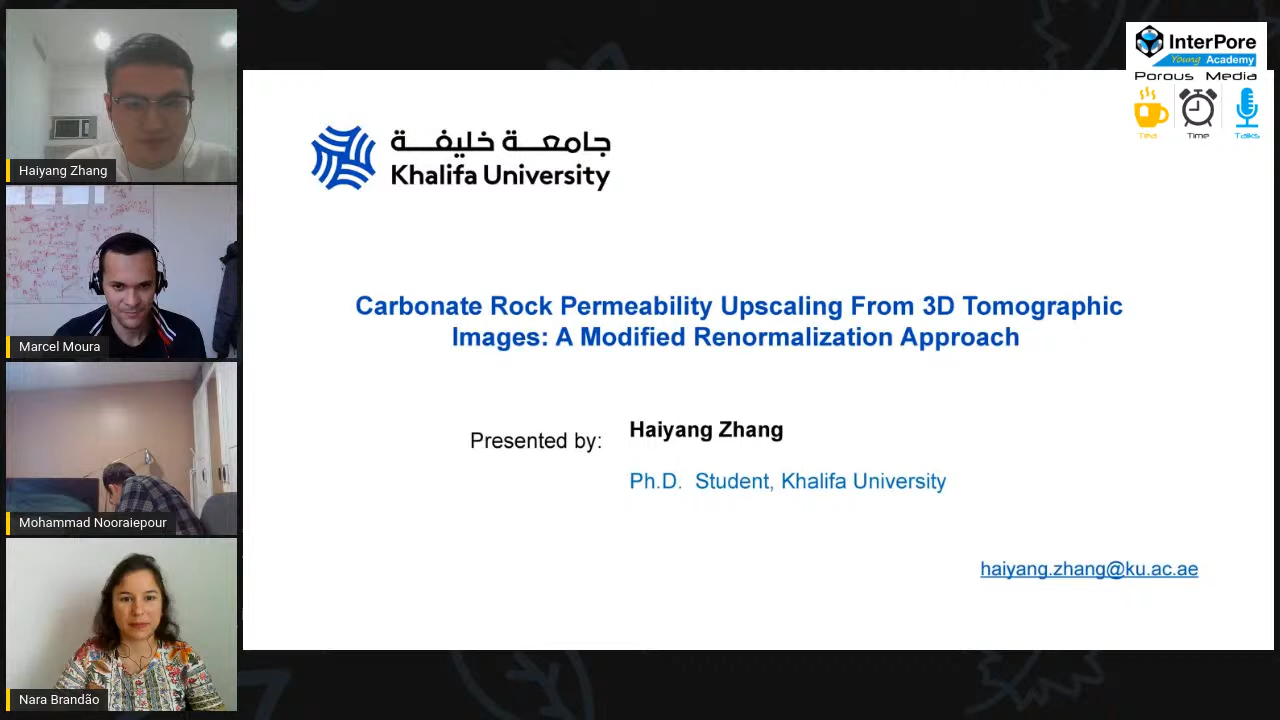 Haiyang Zhang
Marcel Moura
Mohammad Nooraiepour
Nara Brandão
InterPore
Young Academy
Porous Media
Tea Time Talks
جامعة خليفة
Khalifa University
Carbonate Rock Permeability Upscaling From 3D Tomographic
Images: A Modified Renormalization Approach
Presented by: Haiyang Zhang
Ph.D. Student, Khalifa University
haiyang.zhang@ku.ac.ae